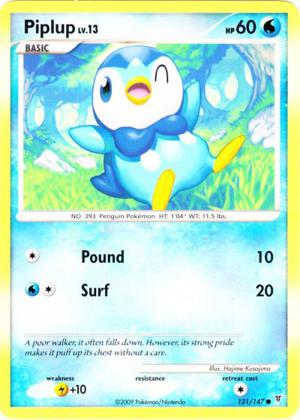 Piplup LV.13 HP 60
BASIC
NO. 393 Penguin Pokémon HT: 1'04" WT: 11.5 lbs.
Pound 10
Surf 20
A poor walker, it often falls down. However, its strong pride
makes it puff up its chest without a care.
Illus. Hajime Kusajima
weakness resistance retreat cost
+10
©2009 Pokémon/Nintendo 121/147